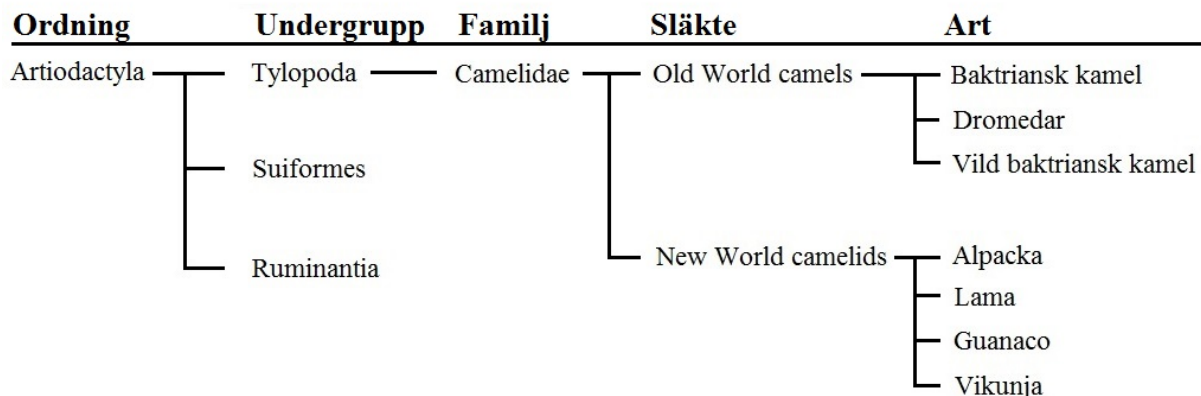 Ordning Undergrupp Familj Släkte Art
Artiodactyla Tylopoda Camelidae Old World camels Baktriansk kamel
Dromedar
Suiformes Vild baktriansk kamel
Ruminantia New World camelids Alpacka
Lama
Guanaco
Vikunja